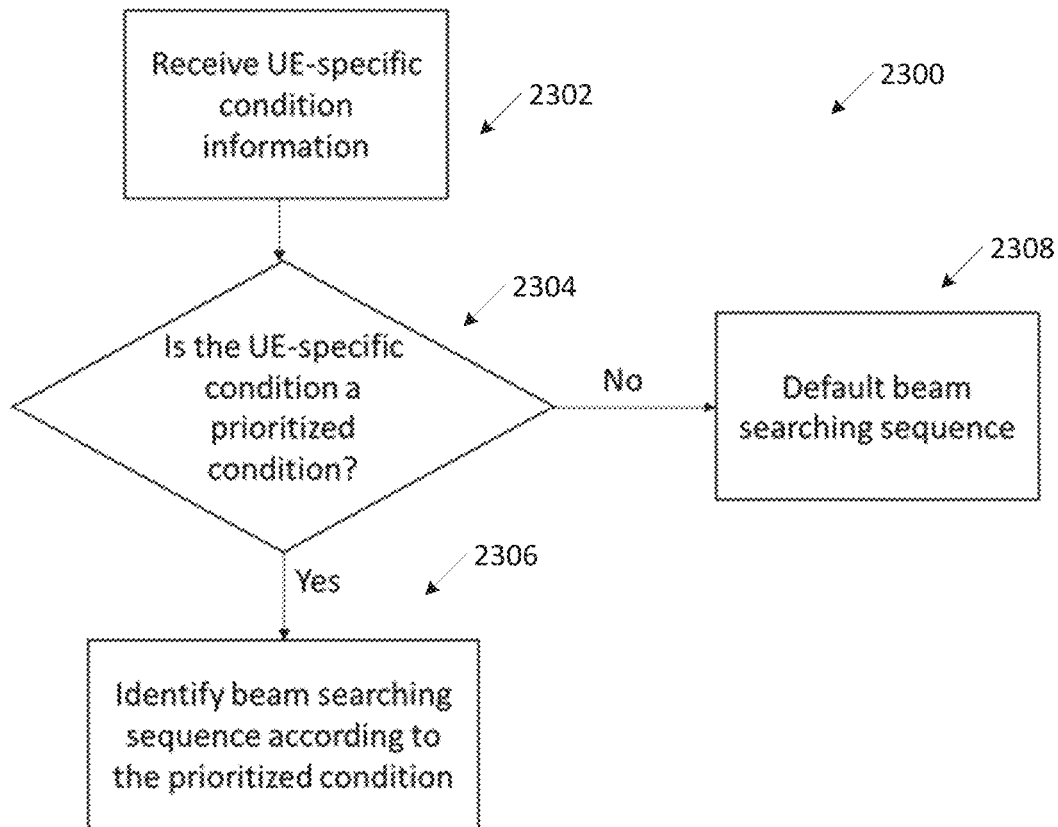 Receive UE-specific
condition
information
2302
2300
Is the UE-specific
condition a
prioritized
condition?
2304
No
Default beam
searching sequence
2308
Yes
2306
Identify beam searching
sequence according to
the prioritized condition